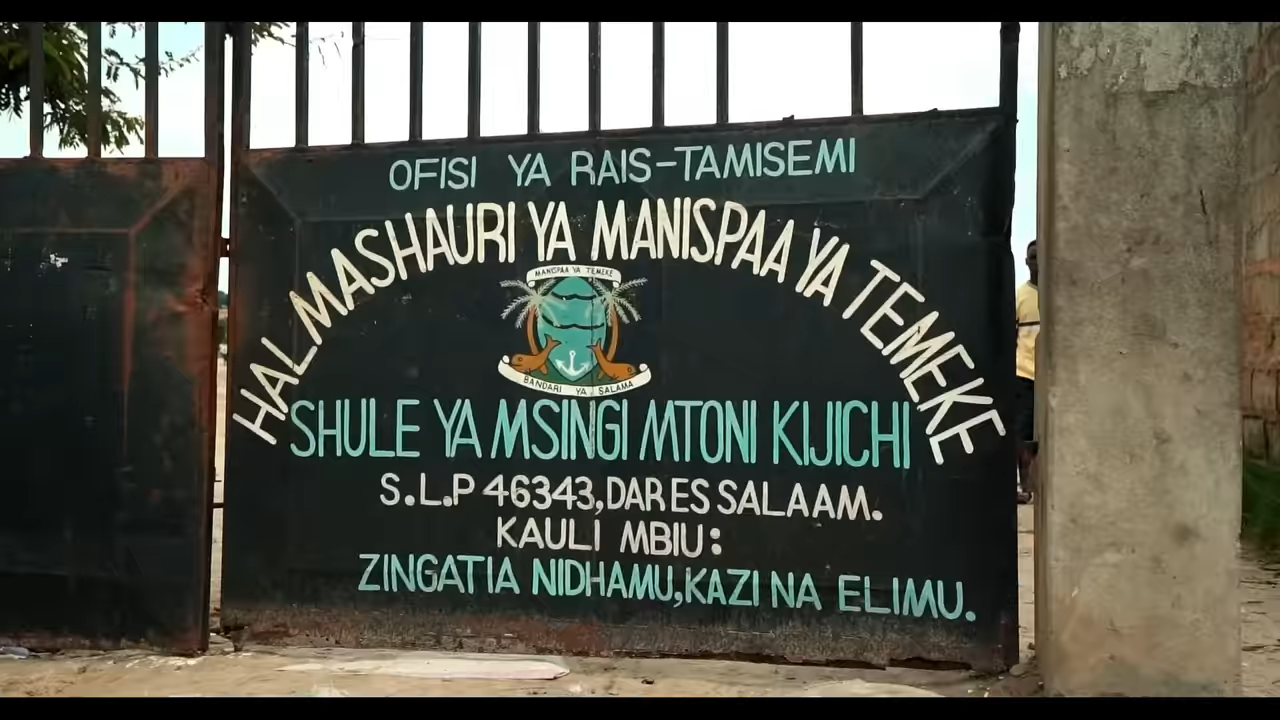 OFISI YA RAIS-TAMISEMI
HALMASHAURI YA MANISPAA YA TEMEKE
MANISPAA YA TEMEKE
BANDARI YA SALAMA
SHULE YA MSINGI MTONI KIJICHI
S.L.P 46343,DAR ES SALAAM.
KAULI MBIU:
ZINGATIA NIDHAMU,KAZI NA ELIMU.